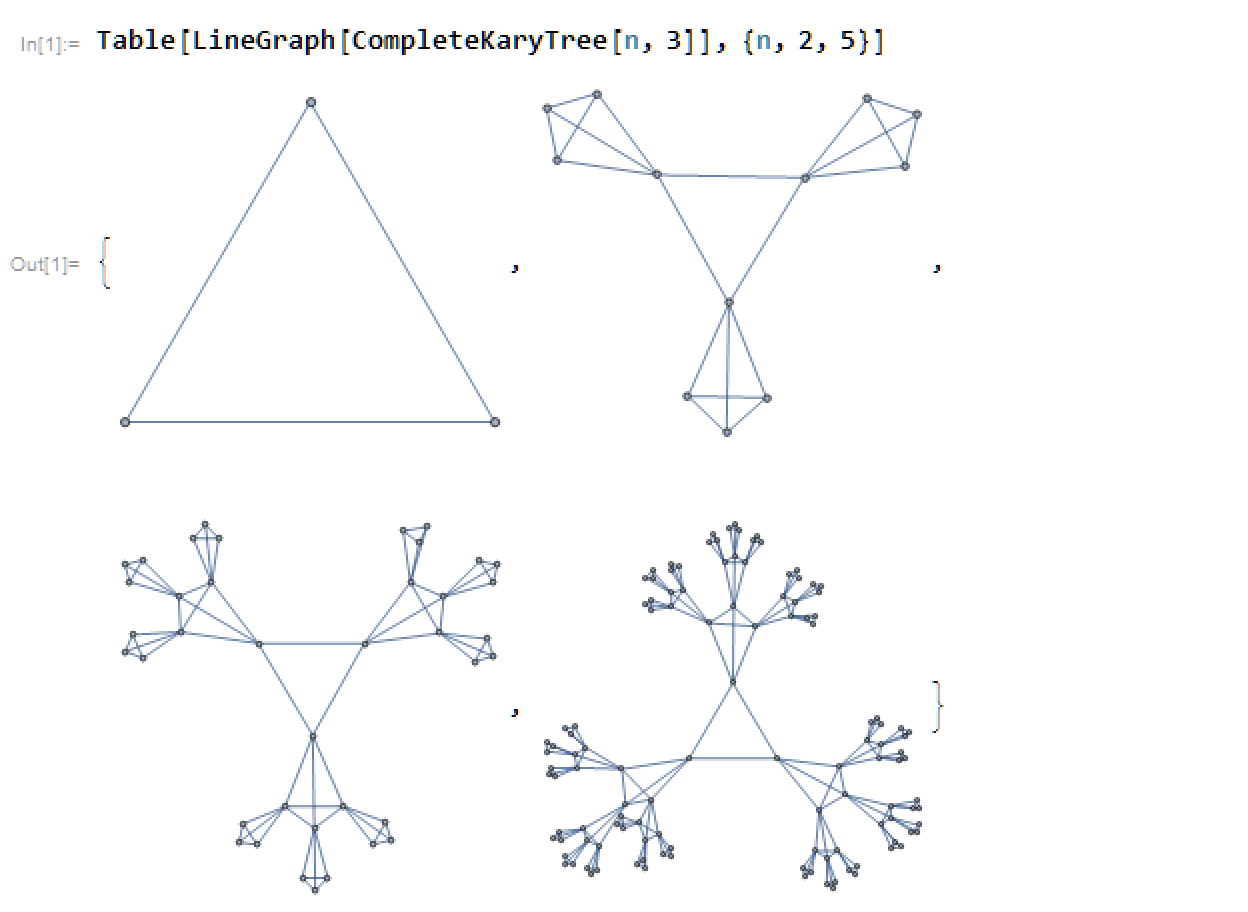 In[1]:= Table[LineGraph[CompleteKaryTree[n, 3]], {n, 2, 5}]
Out[1]= { , ,
, }